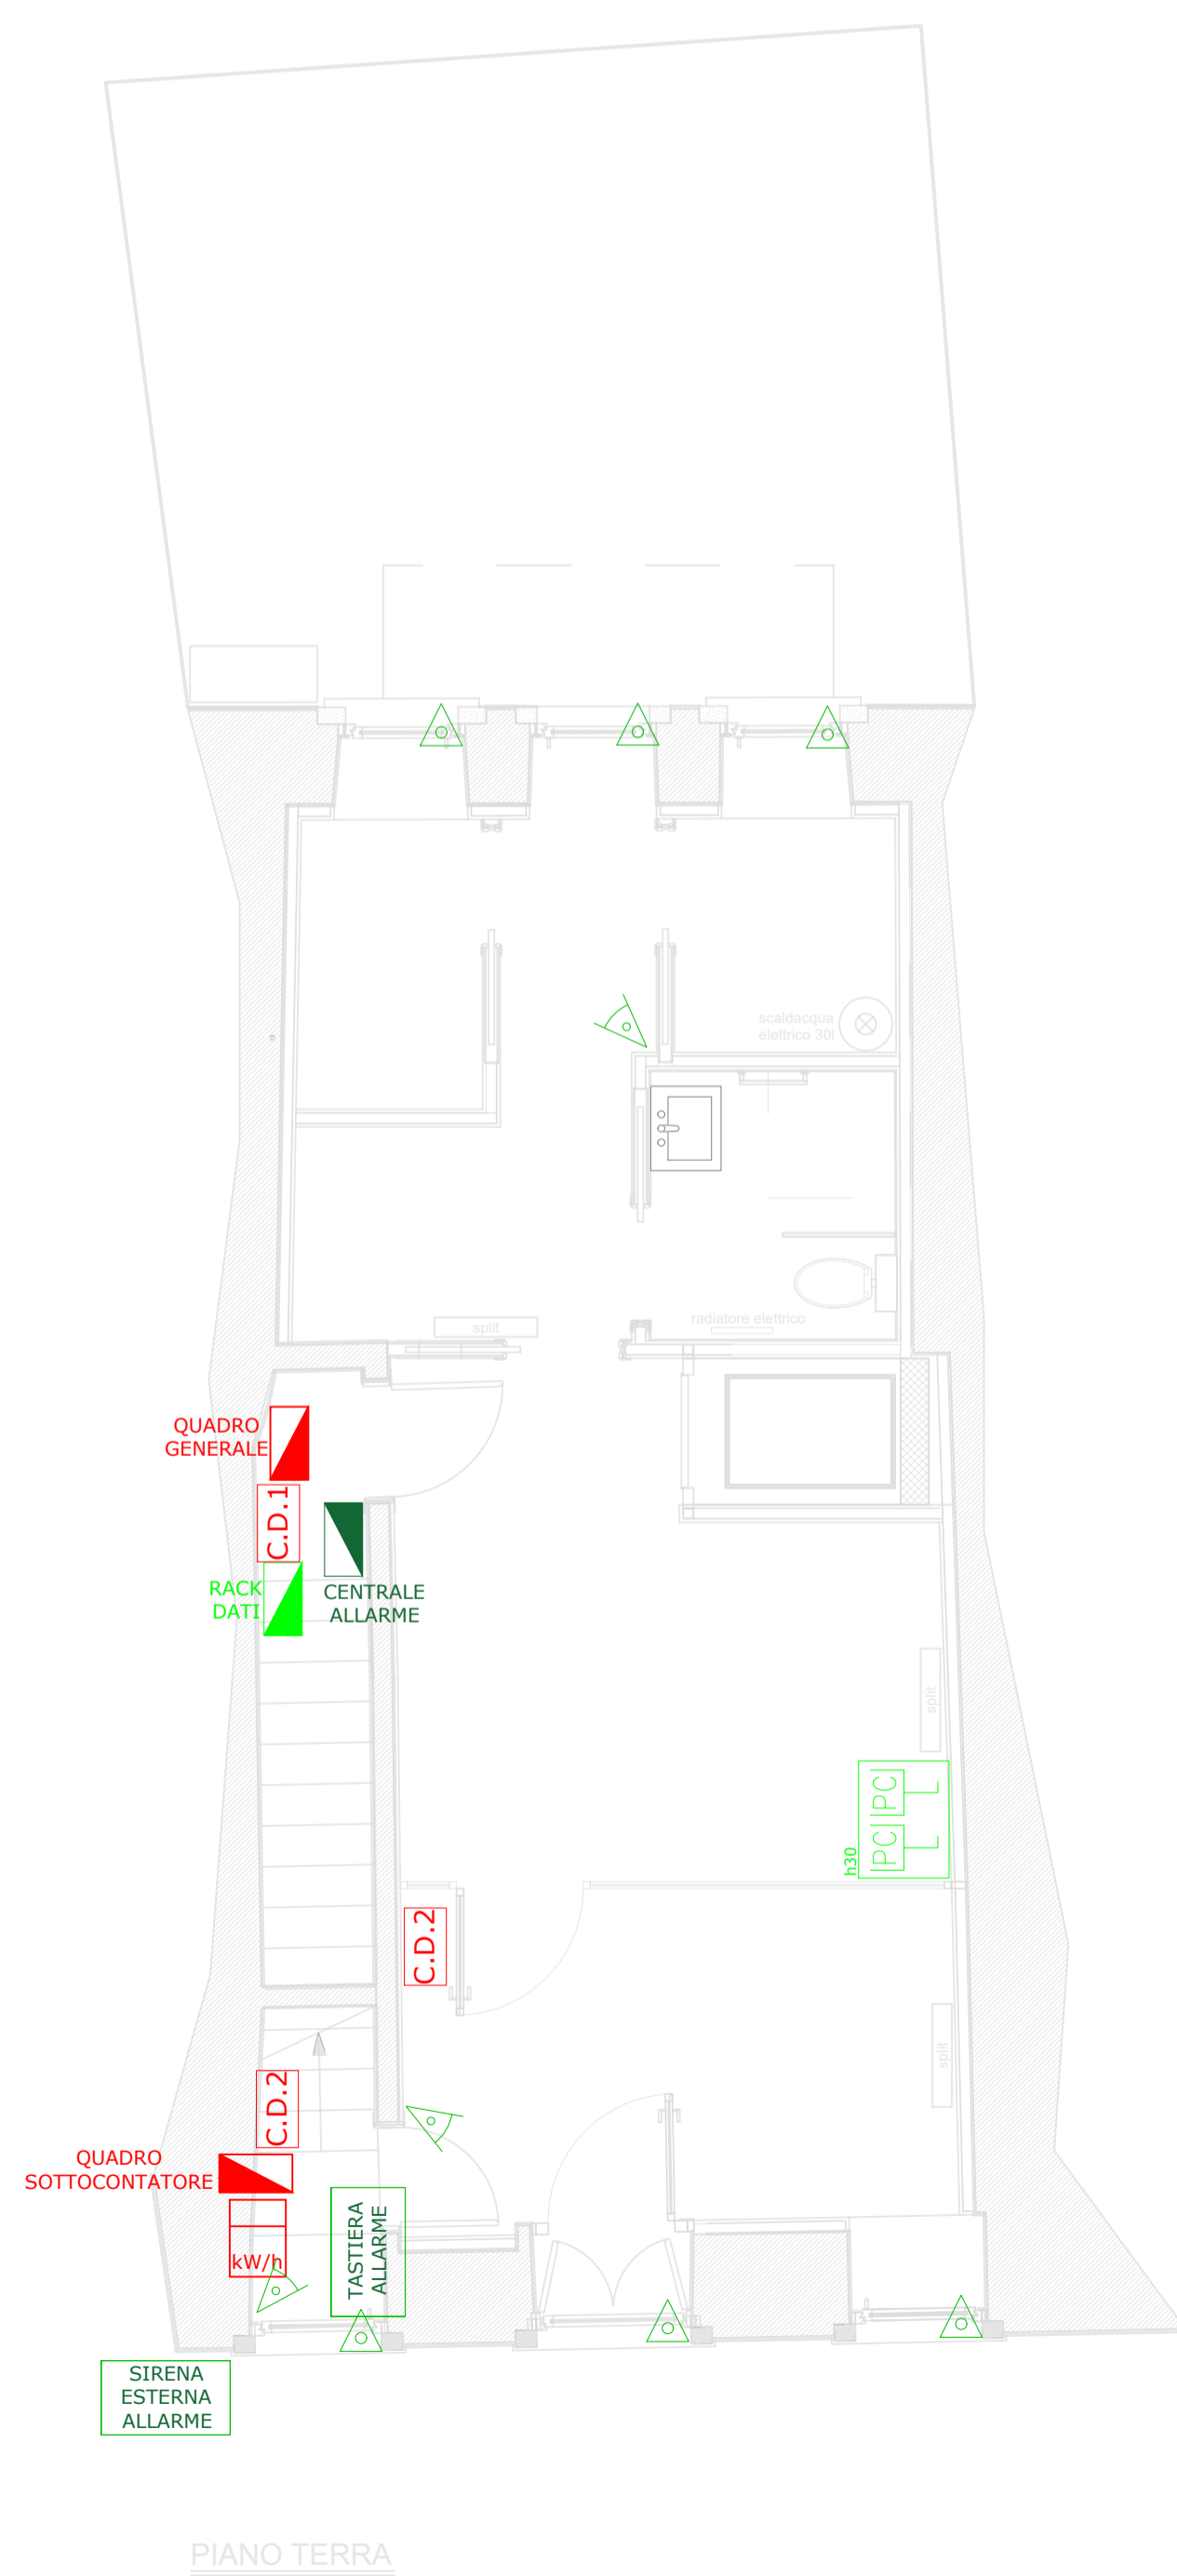 scaldacqua
elettrico 30l
radiatore elettrico
split
QUADRO
GENERALE
C.D.1
RACK
DATI
CENTRALE
ALLARME
split
PC
PC
h30
C.D.2
split
C.D.2
QUADRO
SOTTOCONTATORE
kW/h
TASTIERA
ALLARME
SIRENA
ESTERNA
ALLARME
PIANO TERRA